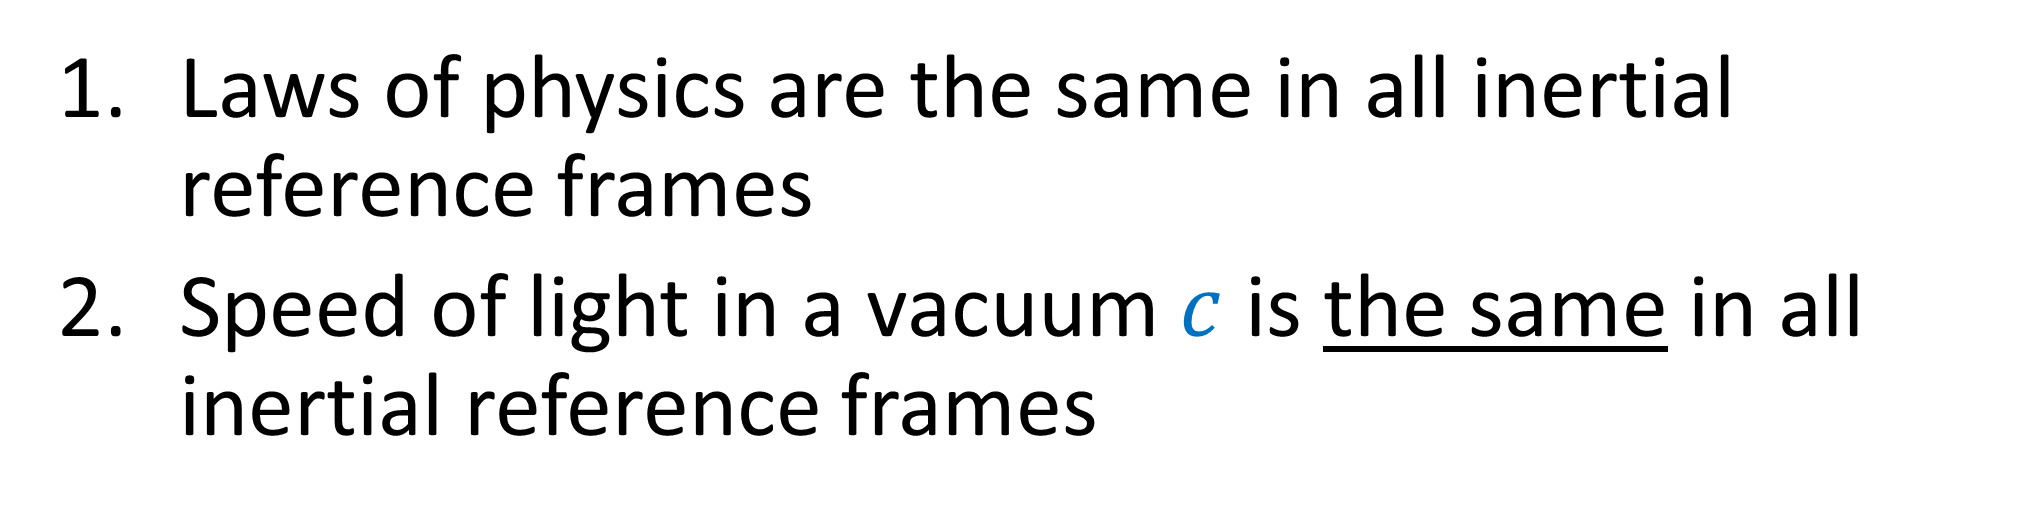 1. Laws of physics are the same in all inertial
reference frames
2. Speed of light in a vacuum c is the same in all
inertial reference frames